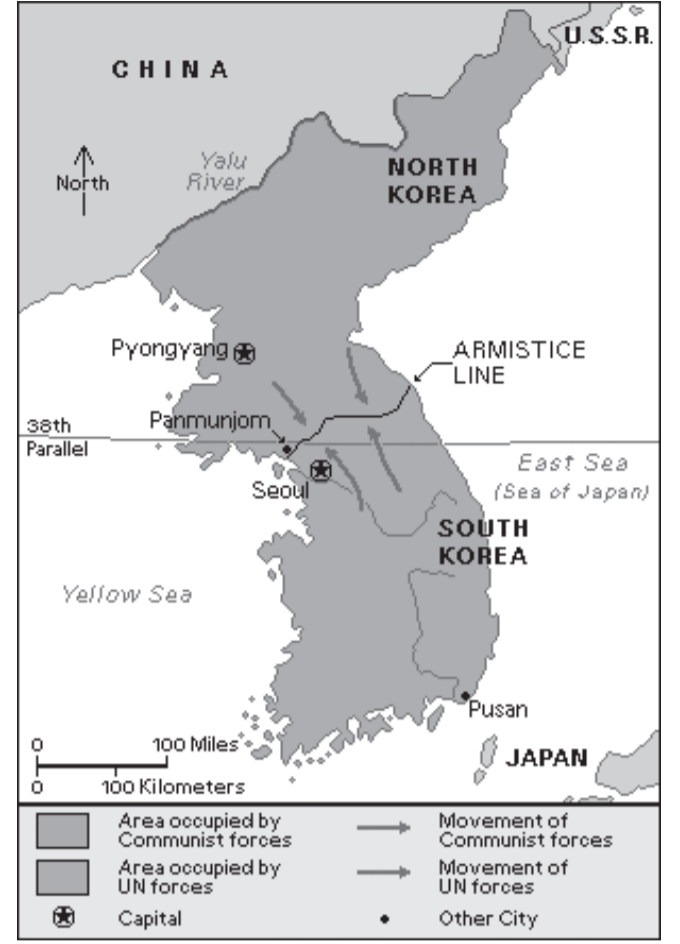 U.S.S.R.
CHINA
Yalu
River
North
NORTH
KOREA
Pyongyang
ARMISTICE
LINE
Panmunjom
38th
Parallel
East Sea
(Sea of Japan)
Seoul
SOUTH
KOREA
Yellow Sea
Pusan
0 100 Miles
JAPAN
0 100 Kilometers
Area occupied by
Communist forces
Movement of
Communist forces
Area occupied by
UN forces
Movement of
UN forces
Capital
Other City